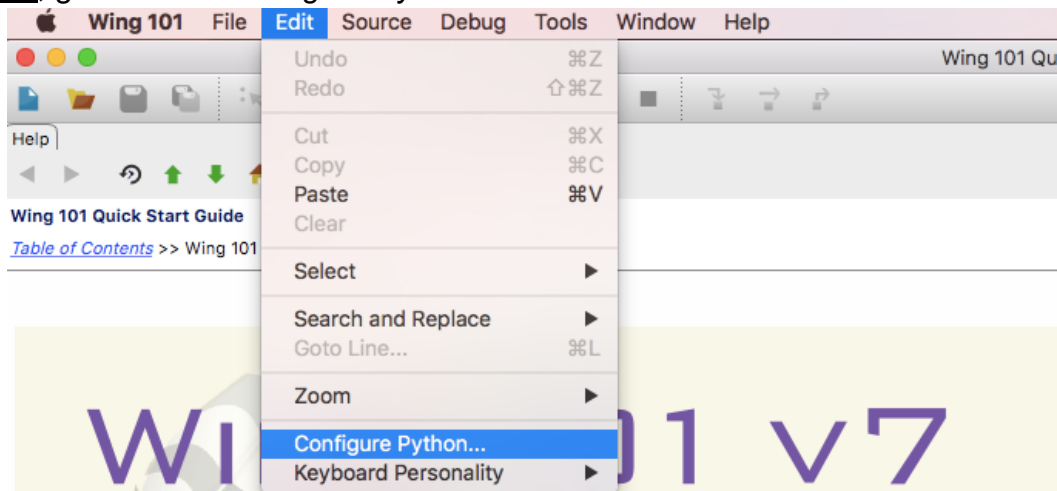 Wing 101 File Edit Source Debug Tools Window Help
Wing 101 Qu
Undo ⌘Z
Redo ⇧⌘Z
Help
Cut ⌘X
Copy ⌘C
Paste ⌘V
Clear
Wing 101 Quick Start Guide
Table of Contents >> Wing 101
Select
Search and Replace
Goto Line... ⌘L
Zoom
Configure Python...
Keyboard Personality
Wi 01 v7